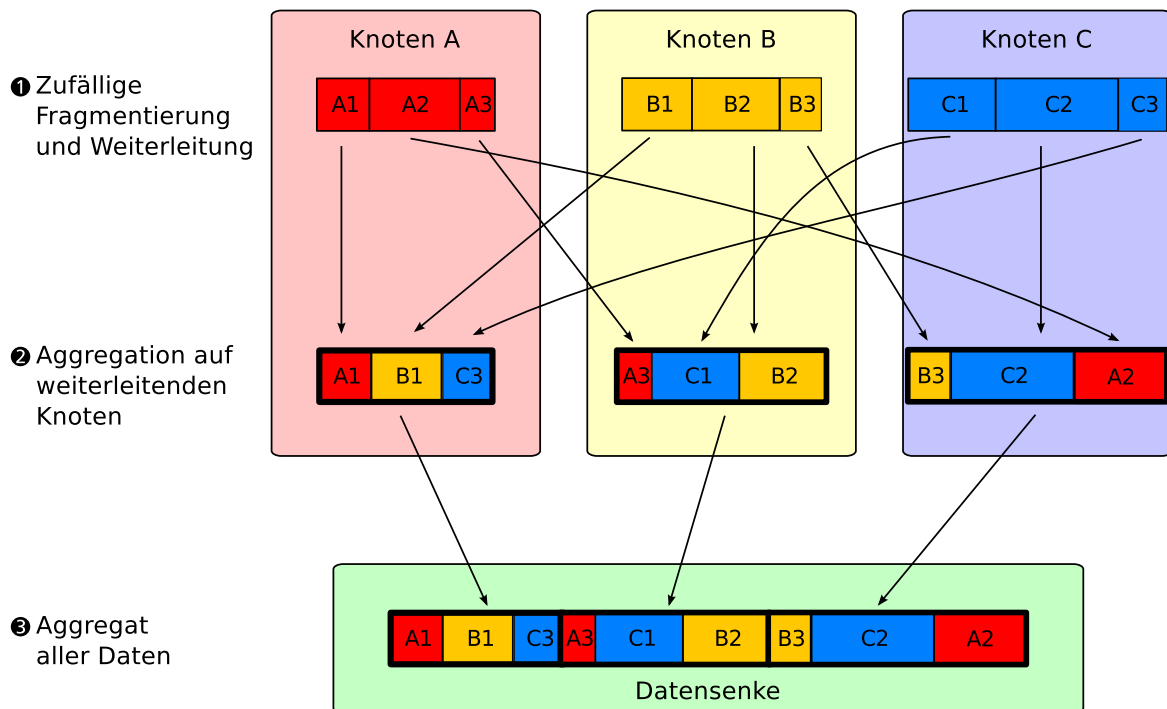 Knoten A
Knoten B
Knoten C
❶ Zufällige
Fragmentierung
und Weiterleitung
A1 A2 A3
B1 B2 B3
C1 C2 C3
❷ Aggregation auf
weiterleitenden
Knoten
A1 B1 C3
A3 C1 B2
B3 C2 A2
❸ Aggregat
aller Daten
A1 B1 C3 A3 C1 B2 B3 C2 A2
Datensenke